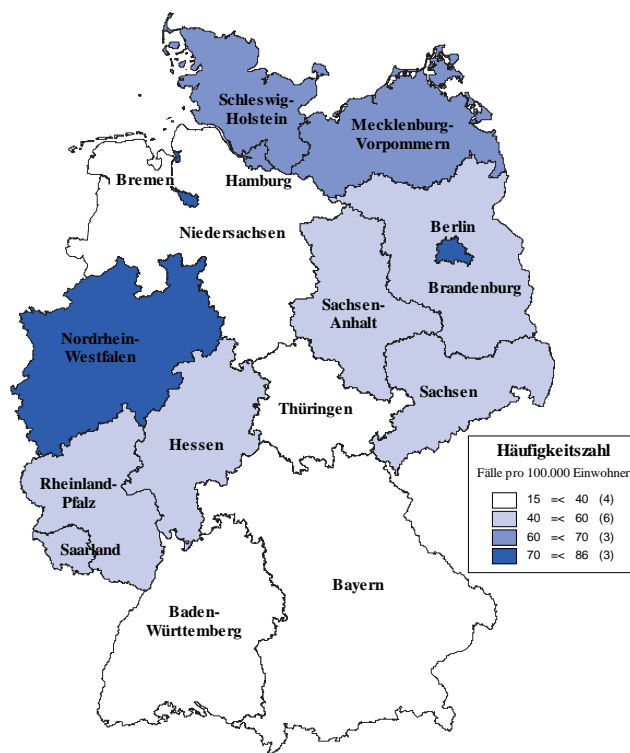 Schleswig-
Holstein
Mecklenburg-
Vorpommern
Bremen
Hamburg
Berlin
Niedersachsen
Brandenburg
Sachsen-
Anhalt
Nordrhein-
Westfalen
Sachsen
Thüringen
Hessen
Rheinland-
Pfalz
Saarland
Bayern
Baden-
Württemberg
Häufigkeitszahl
Fälle pro 100.000 Einwohner
15 =< 40 (4)
40 =< 60 (6)
60 =< 70 (3)
70 =< 86 (3)